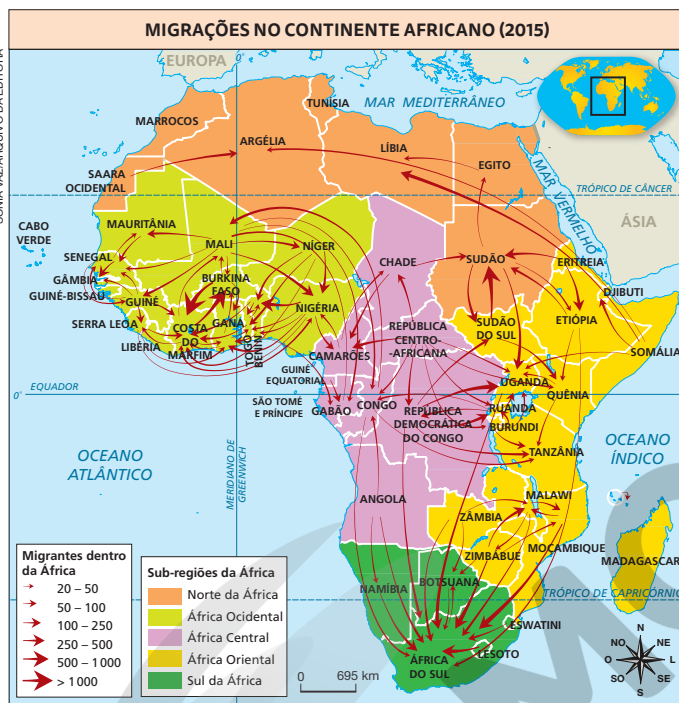 MIGRAÇÕES NO CONTINENTE AFRICANO (2015)
EUROPA
0°
TUNÍSIA
MAR MEDITERRÂNEO
MARROCOS
ARGÉLIA
LÍBIA
EGITO
SAARA
OCIDENTAL
TRÓPICO DE CÂNCER
MAR VERMELHO
ÁSIA
CABO
VERDE
MAURITÂNIA
MALI
NÍGER
CHADE
SUDÃO
ERITREIA
SENEGAL
GÂMBIA
GUINÉ-BISSAU
GUINÉ
BURKINA
FASO
NIGÉRIA
DJIBUTI
ETIÓPIA
SERRA LEOA
LIBÉRIA
COSTA
DO
MARFIM
GANA
TOGO
BENIN
CAMARÕES
REPÚBLICA
CENTRO-
-AFRICANA
SUDÃO
DO SUL
SOMÁLIA
GUINÉ
EQUATORIAL
UGANDA
QUÊNIA
0°
EQUADOR
SÃO TOMÉ
E PRÍNCIPE
GABÃO
CONGO
REPÚBLICA
DEMOCRÁTICA
DO CONGO
RUANDA
BURUNDI
TANZÂNIA
OCEANO
ATLÂNTICO
MERIDIANO DE
GREENWICH
OCEANO
ÍNDICO
ANGOLA
MALAWI
ZÂMBIA
MOÇAMBIQUE
ZIMBÁBUE
MADAGASCAR
NAMÍBIA
BOTSUANA
TRÓPICO DE CAPRICÓRNIO
ESWATINI
LESOTO
ÁFRICA
DO SUL
Migrantes dentro
da África
20 – 50
50 – 100
100 – 250
250 – 500
500 – 1 000
> 1 000
Sub-regiões da África
Norte da África
África Ocidental
África Central
África Oriental
Sul da África
0 695 km
N
NO NE
O L
SO SE
S